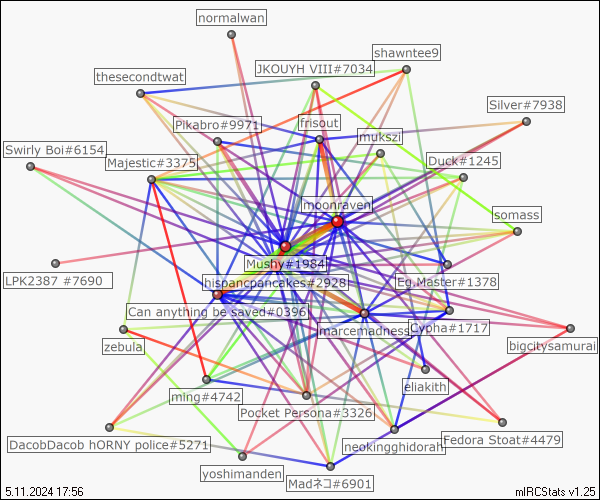 normalwan
shawntee9
JKOUYH VIII#7034
thesecondtwat
Silver#7938
Pikabro#9971
frisout
mukszi
Swirly Boi#6154
Majestic#3375
Duck#1245
moonraven
somass
Mushy#1984
LPK2387 #7690
hispancpancakes#2928
Eg.Master#1378
Can anything be saved#0396
marcemadness
Cypha#1717
zebula
bigcitysamurai
eliakith
ming#4742
Pocket Persona#3326
DacobDacob hORNY police#5271
neokingghidorah
Fedora Stoat#4479
yoshimanden
Madネコ#6901
5.11.2024 17:56
mIRCStats v1.25